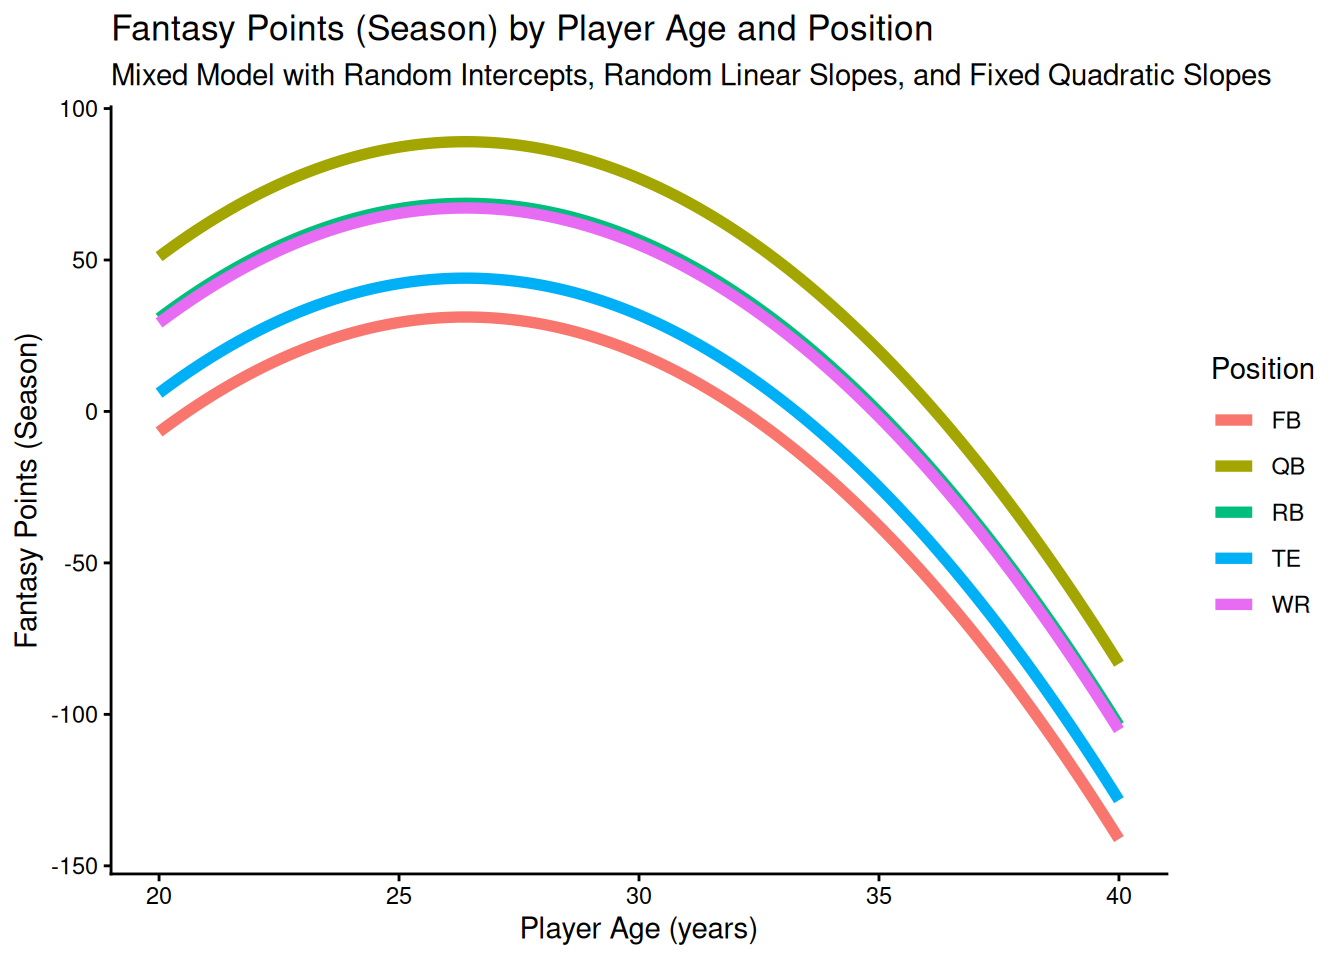 Fantasy Points (Season) by Player Age and Position
Mixed Model with Random Intercepts, Random Linear Slopes, and Fixed Quadratic Slopes
100
50
0
-50
-100
-150
Fantasy Points (Season)
20
25
30
35
40
Player Age (years)
Position
FB
QB
RB
TE
WR